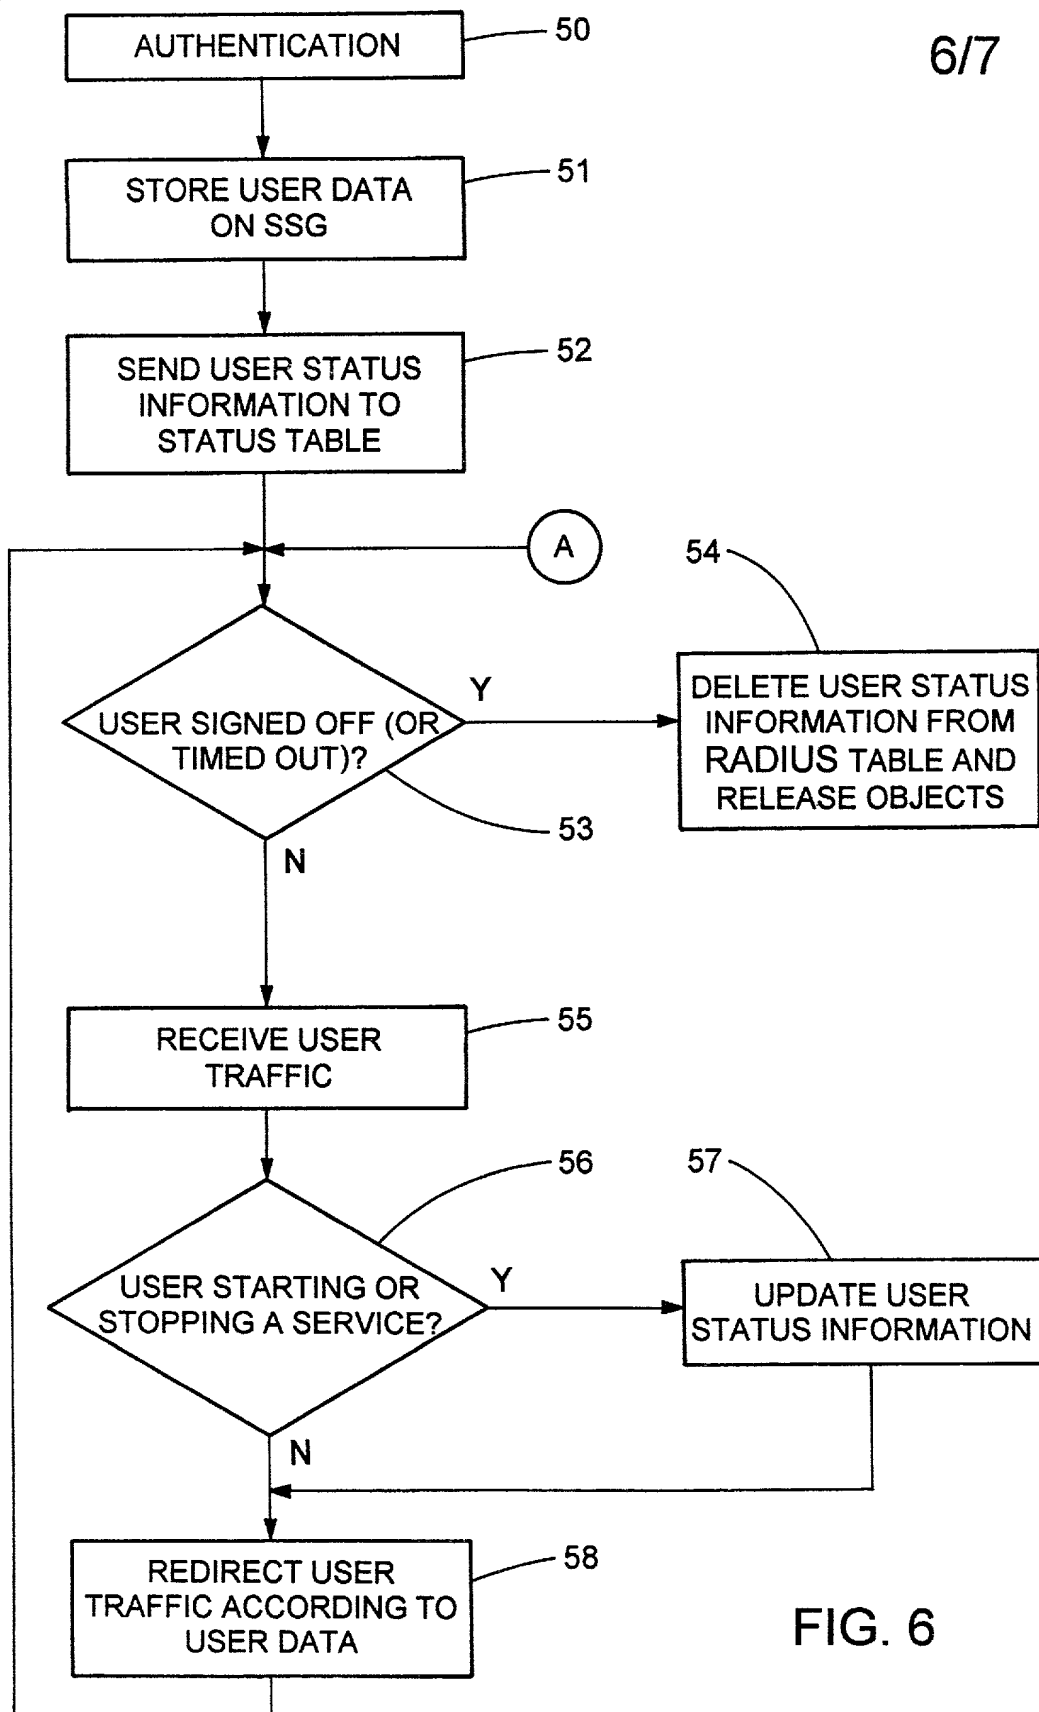 6/7
AUTHENTICATION
50
STORE USER DATA
ON SSG
51
SEND USER STATUS
INFORMATION TO
STATUS TABLE
52
A
USER SIGNED OFF (OR
TIMED OUT)?
53
Y
N
54
DELETE USER STATUS
INFORMATION FROM
RADIUS TABLE AND
RELEASE OBJECTS
RECEIVE USER
TRAFFIC
55
USER STARTING OR
STOPPING A SERVICE?
56
Y
N
57
UPDATE USER
STATUS INFORMATION
REDIRECT USER
TRAFFIC ACCORDING TO
USER DATA
58
FIG. 6